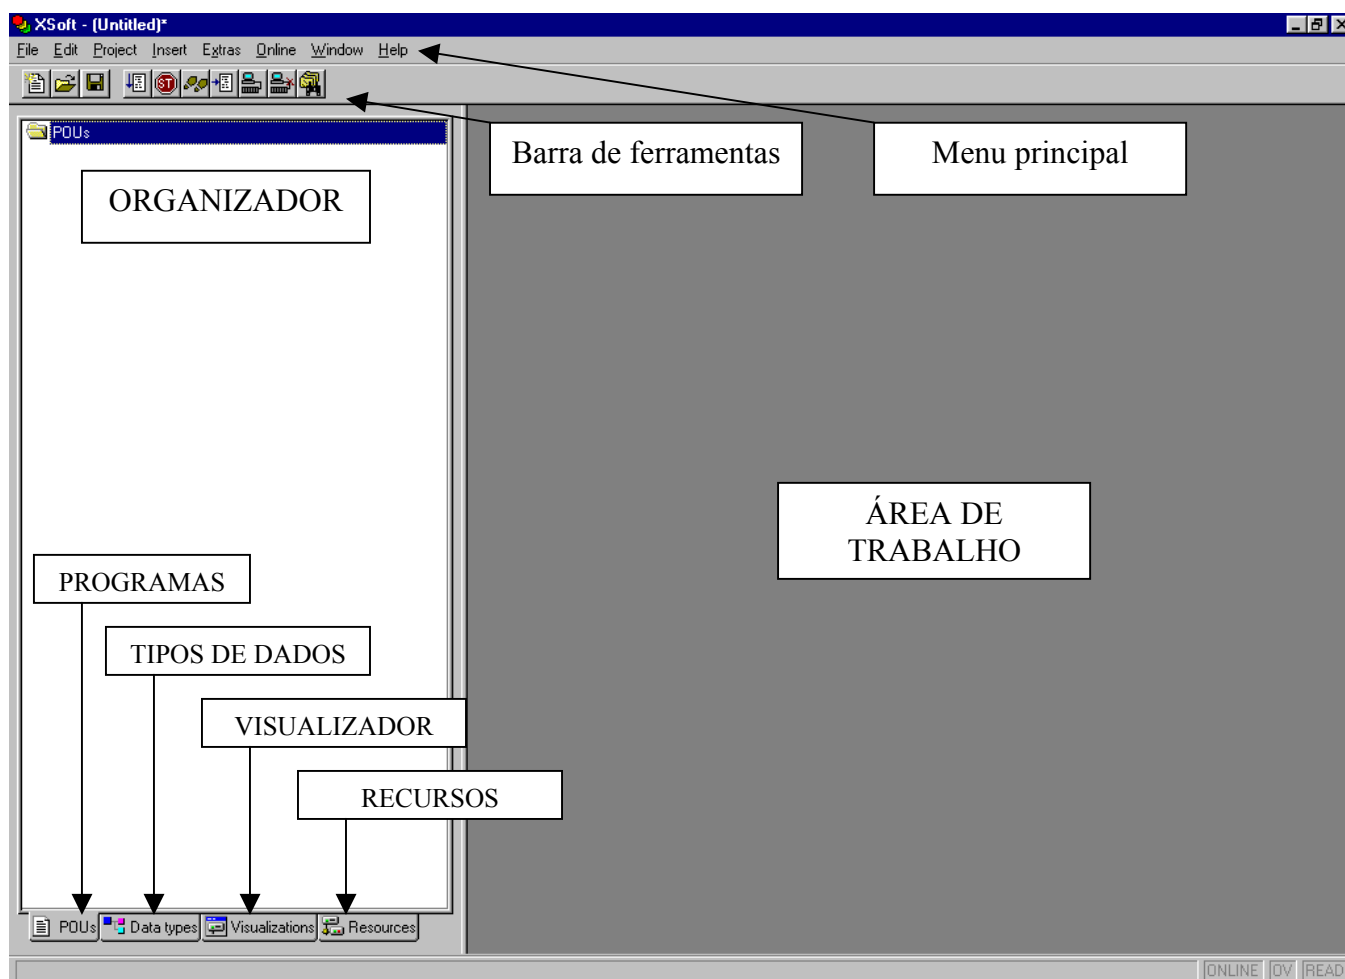 XSoft - (Untitled)*
File Edit Project Insert Extras Online Window Help
ST
POUs
Barra de ferramentas
Menu principal
ORGANIZADOR
ÁREA DE
TRABALHO
PROGRAMAS
TIPOS DE DADOS
VISUALIZADOR
RECURSOS
POUs Data types Visualizations Resources
ONLINE OV READ